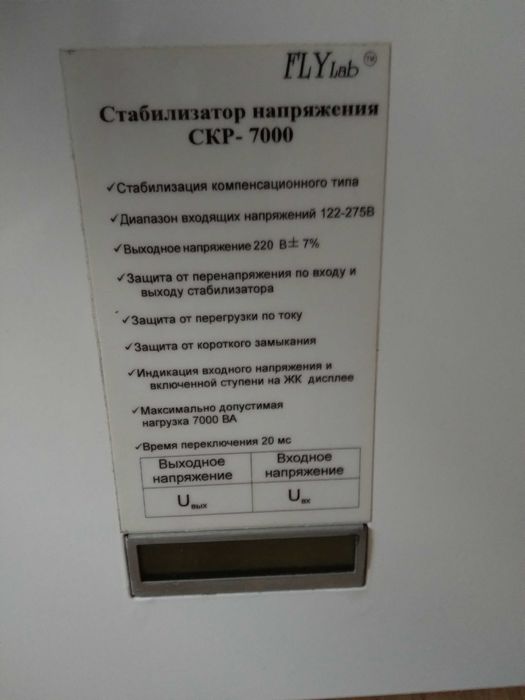 FLYLab TM
Стабилизатор напряжения
СКР- 7000
✓Стабилизация компенсационного типа
✓Диапазон входящих напряжений 122-275В
✓Выходное напряжение 220 В ± 7%
✓Защита от перенапряжения по входу и
выходу стабилизатора
✓Защита от перегрузки по току
✓Защита от короткого замыкания
✓Индикация входного напряжения и
включенной ступени на ЖК дисплее
✓Максимально допустимая
нагрузка 7000 ВА
✓Время переключения 20 мс
Выходное Входное
напряжение напряжение
Uвых Uвх